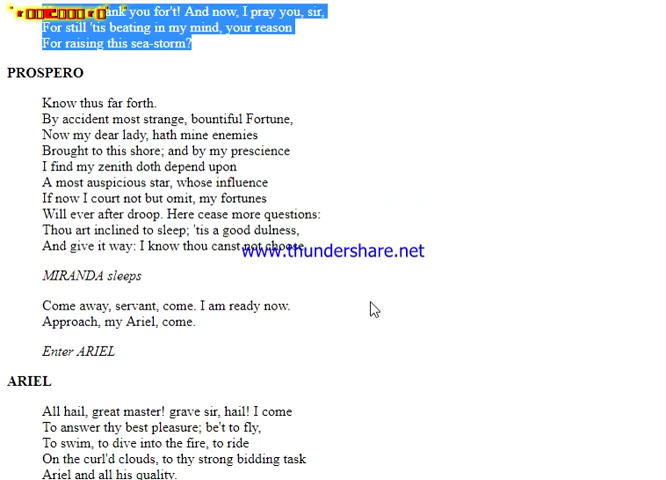 ank you for't! And now, I pray you, sir,
For still 'tis beating in my mind, your reason
For raising this sea-storm?
PROSPERO
Know thus far forth.
By accident most strange, bountiful Fortune,
Now my dear lady, hath mine enemies
Brought to this shore; and by my prescience
I find my zenith doth depend upon
A most auspicious star, whose influence
If now I court not but omit, my fortunes
Will ever after droop. Here cease more questions:
Thou art inclined to sleep; 'tis a good dulness,
And give it way: I know thou canst not choose.
www.thundershare.net
MIRANDA sleeps
Come away, servant, come. I am ready now.
Approach, my Ariel, come.
Enter ARIEL
ARIEL
All hail, great master! grave sir, hail! I come
To answer thy best pleasure; be't to fly,
To swim, to dive into the fire, to ride
On the curl'd clouds, to thy strong bidding task
Ariel and all his quality.